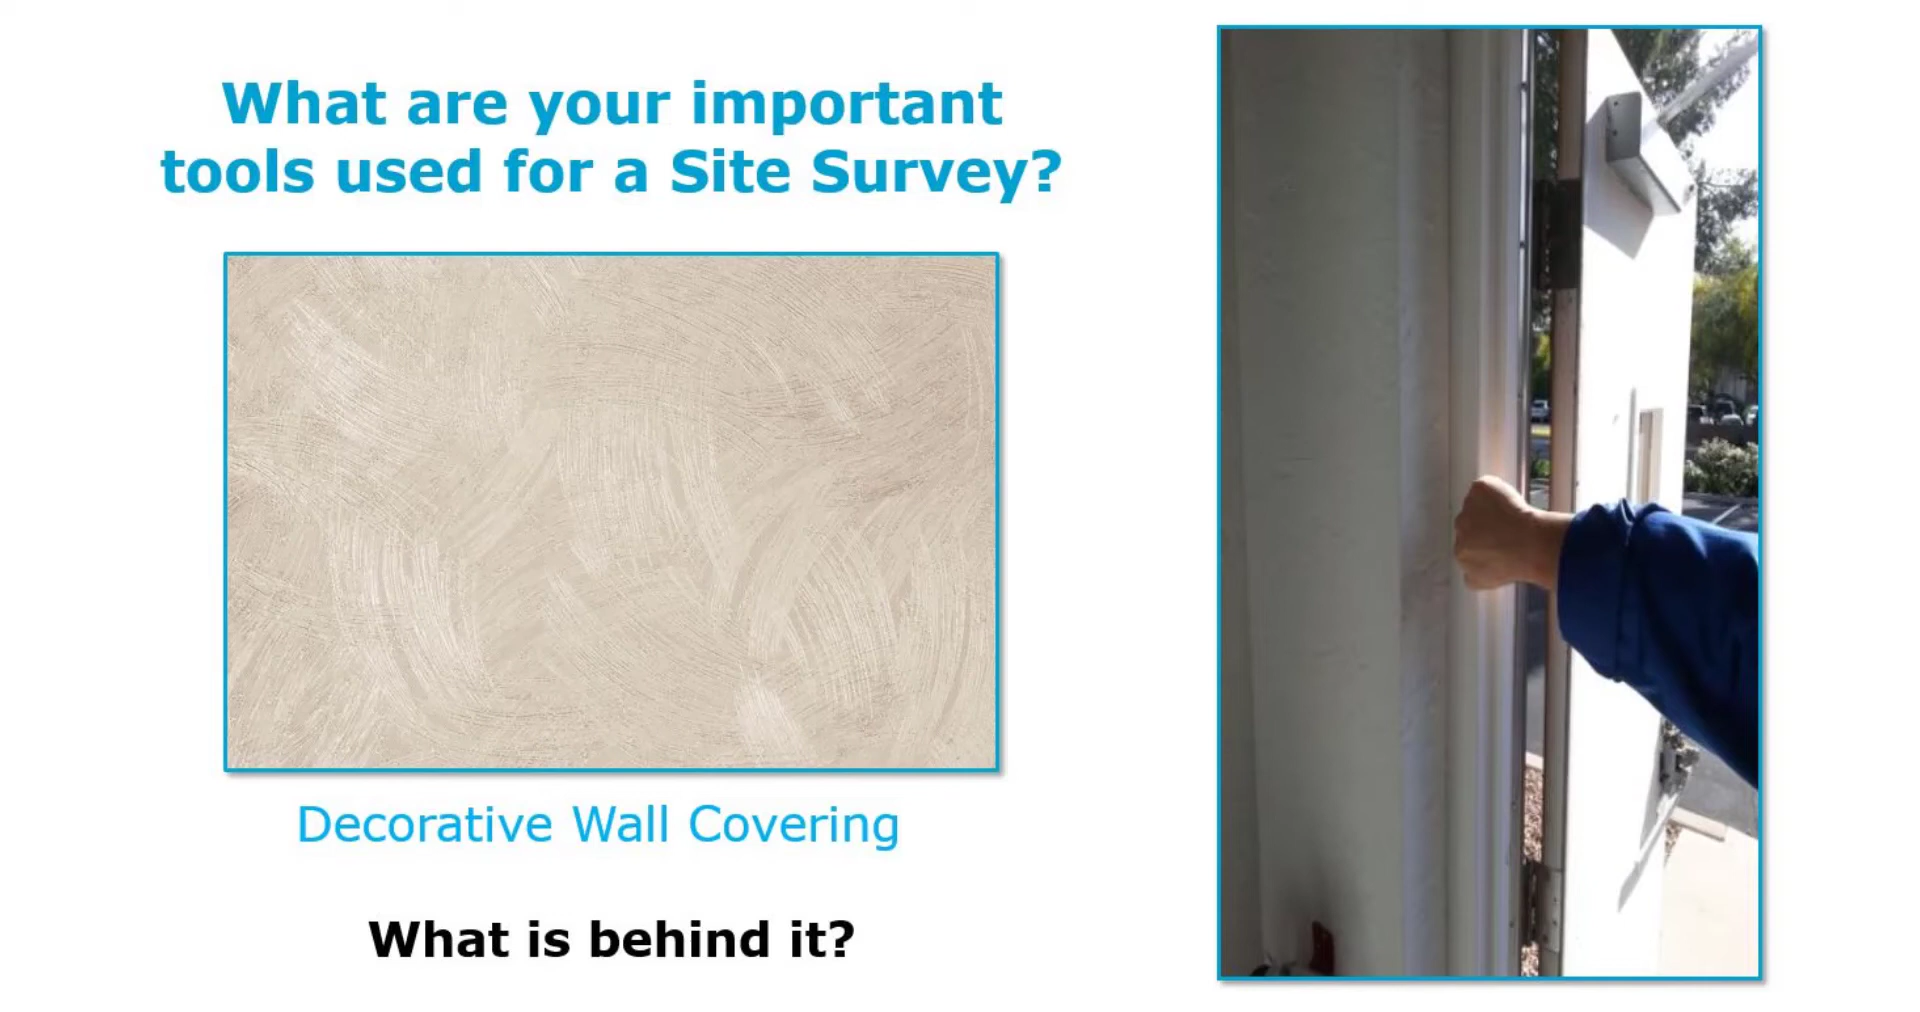 What are your important
tools used for a Site Survey?
Decorative Wall Covering
What is behind it?